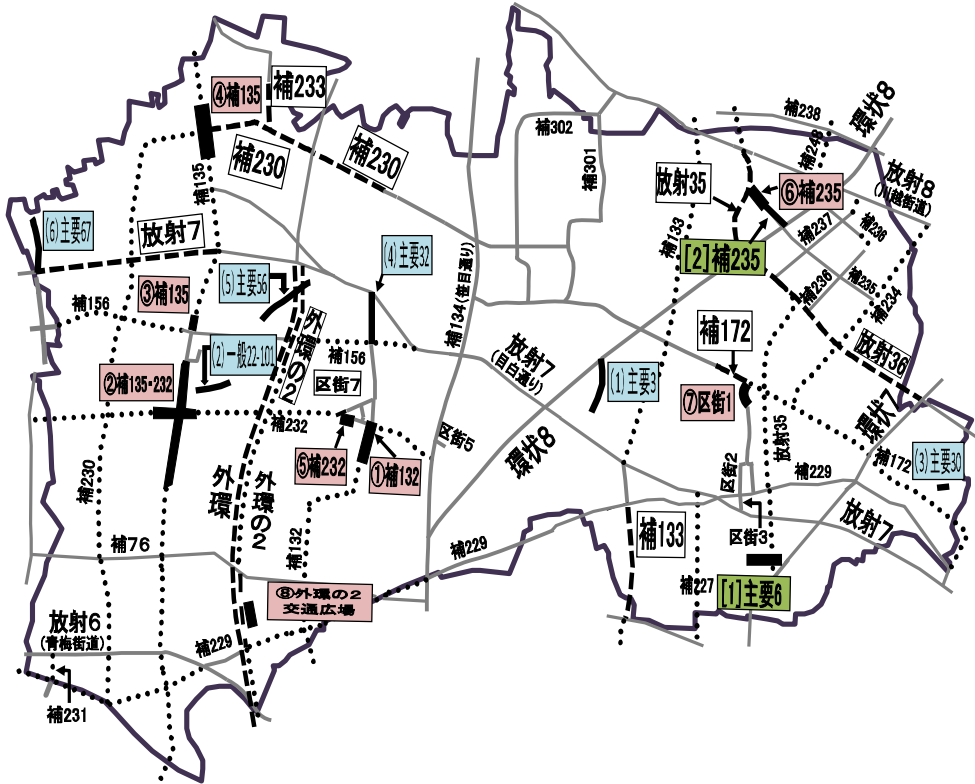 ④補135
補233
補230
補230
補135
(6)主要67
放射7
③補135
補156
(5)主要56
(4)主要32
外環の2
補156
区街7
(2)一般22-101
②補135・232
補232
⑤補232
①補132
区街5
補230
外環
外環の2
補132
補76
⑧外環の2
交通広場
補229
補229
放射6
(青梅街道)
補231
補134(笹目通り)
補302
補301
補238
環状8
補248
放射8
(川越街道)
放射35
⑥補235
補133
[2]補235
補237
補236
補236
補235
補234
補172
放射36
放射7
(目白通り)
(1)主要3
⑦区街1
環状8
環状7
放射35
補172
(3)主要30
区街2
補229
補133
区街3
放射7
補227
[1]主要6